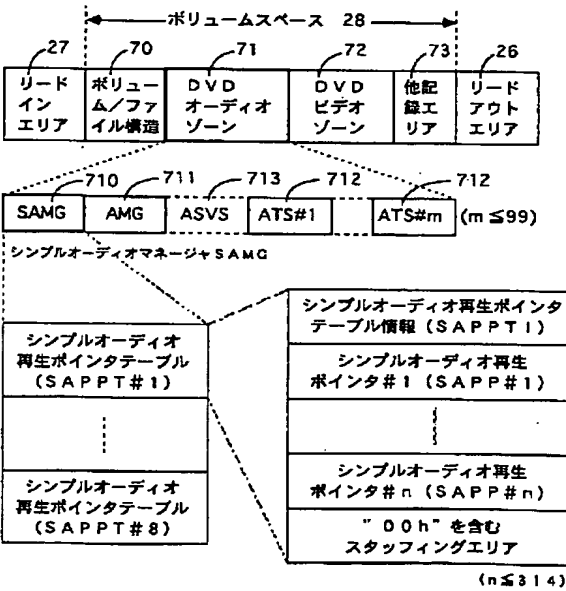 ボリュームスペース 28
27
70
71
72
73
26
リード
イン
エリア
ボリュー
ム/ファ
イル構造
DVD
オーディオ
ゾーン
DVD
ビデオ
ゾーン
他記
録エ
リア
リード
アウト
エリア
710
711
713
712
712
SAMG
AMG
ASVS
ATS#1
ATS#m
(m≦99)
シンプルオーディオマネージャSAMG
シンプルオーディオ
再生ポインタテーブル
(SAPPT#1)
シンプルオーディオ
再生ポインタテーブル
(SAPPT#8)
シンプルオーディオ再生ポインタ
テーブル情報(SAPPTI)
シンプルオーディオ再生
ポインタ#1(SAPP#1)
シンプルオーディオ再生
ポインタ#n(SAPP#n)
"00h"を含む
スタッフィングエリア
(n≦314)